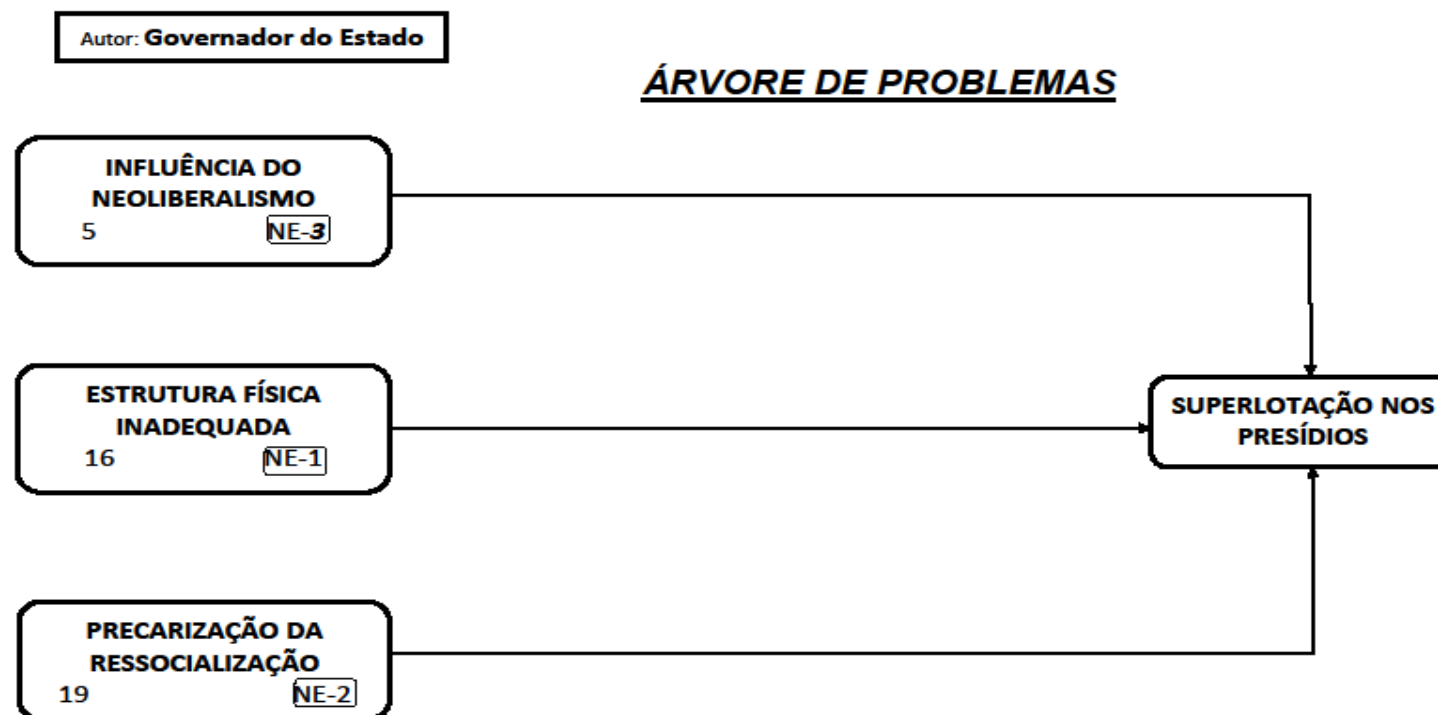 Autor: Governador do Estado
ÁRVORE DE PROBLEMAS
INFLUÊNCIA DO
NEOLIBERALISMO
5 NE-3
ESTRUTURA FÍSICA
INADEQUADA
16 NE-1
SUPERLOTAÇÃO NOS
PRESÍDIOS
PRECARIZAÇÃO DA
RESSOCIALIZAÇÃO
19 NE-2